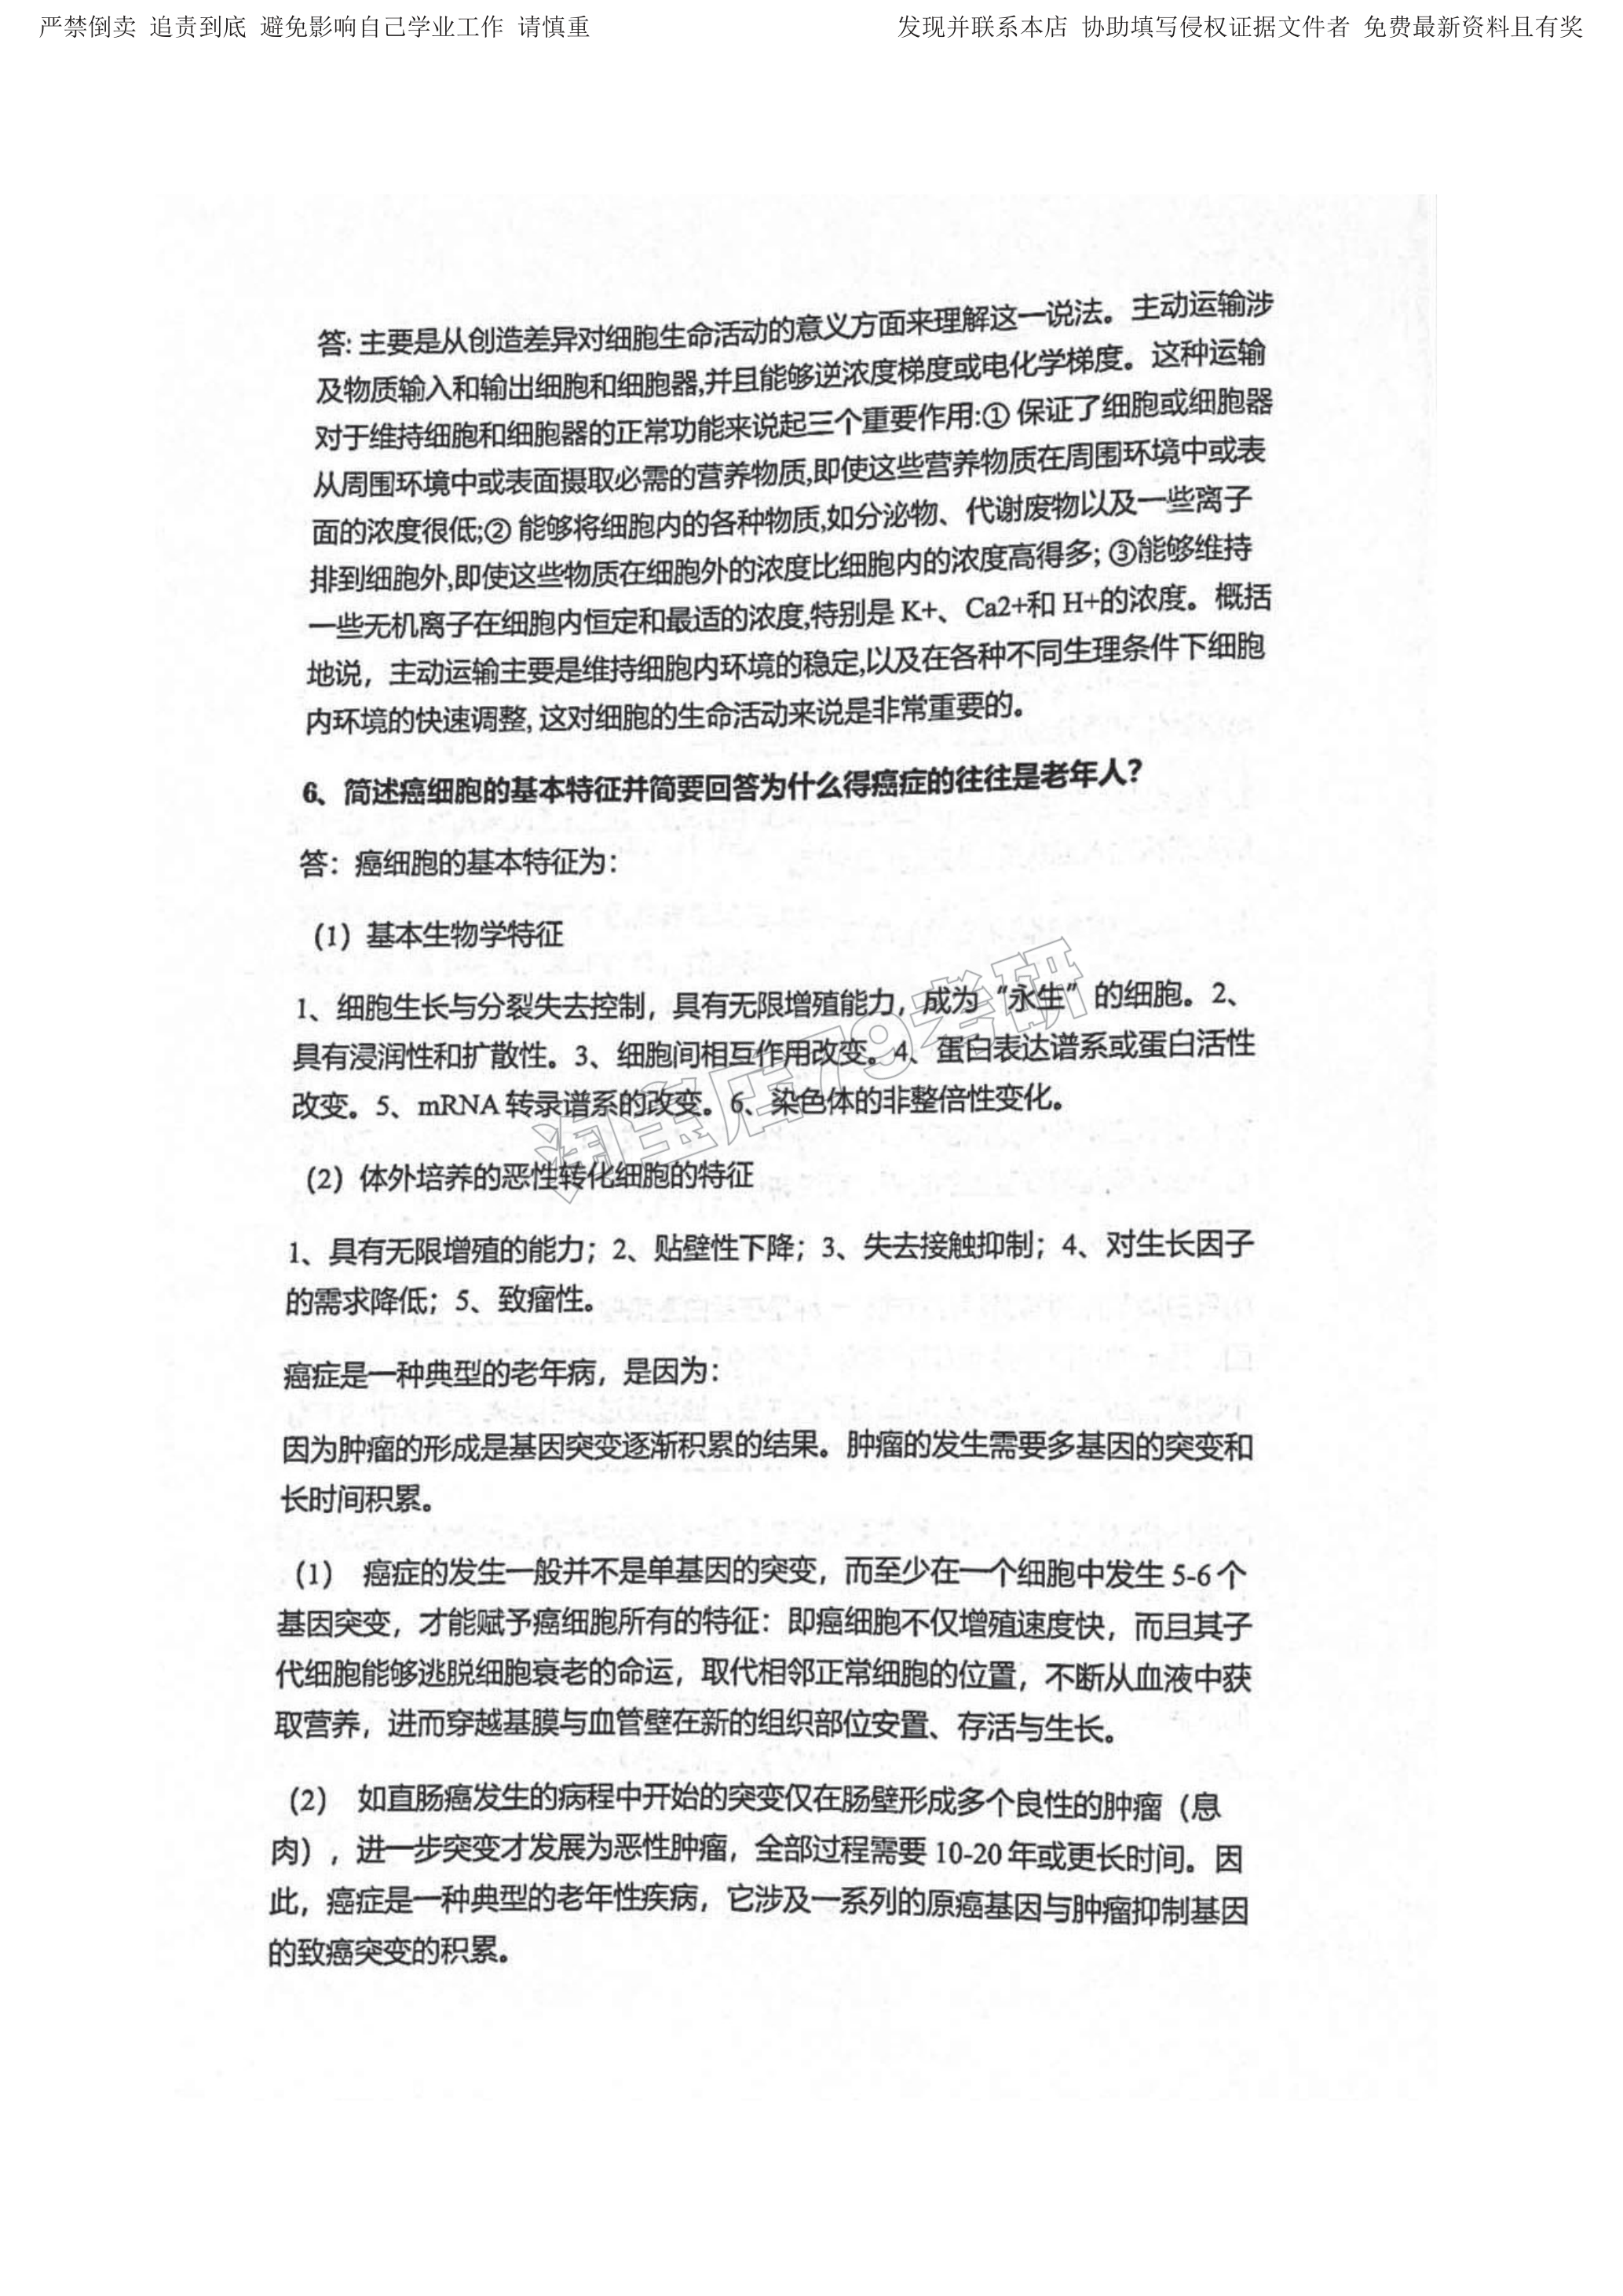 严禁倒卖 追责到底 避免影响自己学业工作 请慎重
发现并联系本店 协助填写侵权证据文件者 免费最新资料且有奖
答: 主要是从创造差异对细胞生命活动的意义方面来理解这一说法。主动运输涉
及物质输入和输出细胞和细胞器,并且能够逆浓度梯度或电化学梯度。这种运输
对于维持细胞和细胞器的正常功能来说起三个重要作用:① 保证了细胞或细胞器
从周围环境中或表面摄取必需的营养物质,即使这些营养物质在周围环境中或表
面的浓度很低;② 能够将细胞内的各种物质,如分泌物、代谢废物以及一些离子
排到细胞外,即使这些物质在细胞外的浓度比细胞内的浓度高得多; ③能够维持
一些无机离子在细胞内恒定和最适的浓度,特别是 K+、Ca2+和 H+的浓度。概括
地说，主动运输主要是维持细胞内环境的稳定,以及在各种不同生理条件下细胞
内环境的快速调整, 这对细胞的生命活动来说是非常重要的。
6、简述癌细胞的基本特征并简要回答为什么得癌症的往往是老年人？
答：癌细胞的基本特征为：
（1）基本生物学特征
1、细胞生长与分裂失去控制，具有无限增殖能力，成为“永生”的细胞。2、
具有浸润性和扩散性。3、细胞间相互作用改变。4、蛋白表达谱系或蛋白活性
改变。5、mRNA 转录谱系的改变。6、染色体的非整倍性变化。
（2）体外培养的恶性转化细胞的特征
1、具有无限增殖的能力；2、贴壁性下降；3、失去接触抑制；4、对生长因子
的需求降低；5、致瘤性。
癌症是一种典型的老年病，是因为：
因为肿瘤的形成是基因突变逐渐积累的结果。肿瘤的发生需要多基因的突变和
长时间积累。
（1） 癌症的发生一般并不是单基因的突变，而至少在一个细胞中发生 5-6 个
基因突变，才能赋予癌细胞所有的特征：即癌细胞不仅增殖速度快，而且其子
代细胞能够逃脱细胞衰老的命运，取代相邻正常细胞的位置，不断从血液中获
取营养，进而穿越基膜与血管壁在新的组织部位安置、存活与生长。
（2） 如直肠癌发生的病程中开始的突变仅在肠壁形成多个良性的肿瘤（息
肉），进一步突变才发展为恶性肿瘤，全部过程需要 10-20 年或更长时间。因
此，癌症是一种典型的老年性疾病，它涉及一系列的原癌基因与肿瘤抑制基因
的致癌突变的积累。
淘宝店79考研